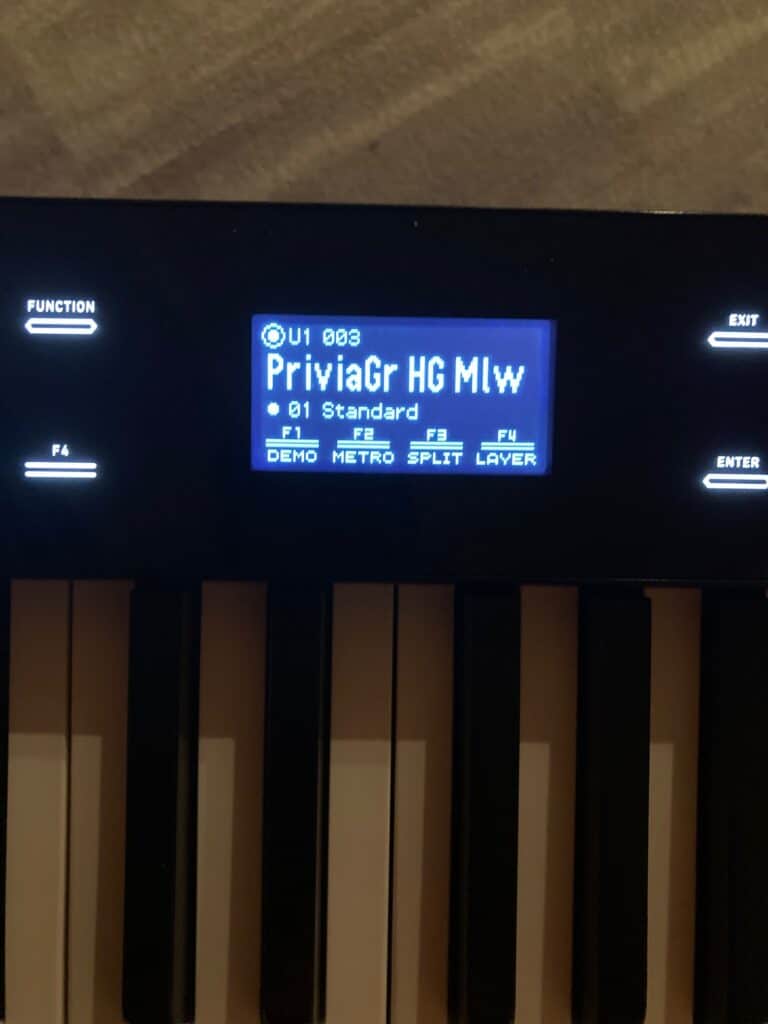 FUNCTION
EXIT
U1 003
PriviaGr HG Mlw
01 Standard
F1 F2 F3 F4
DEMO METRO SPLIT LAYER
F4
ENTER